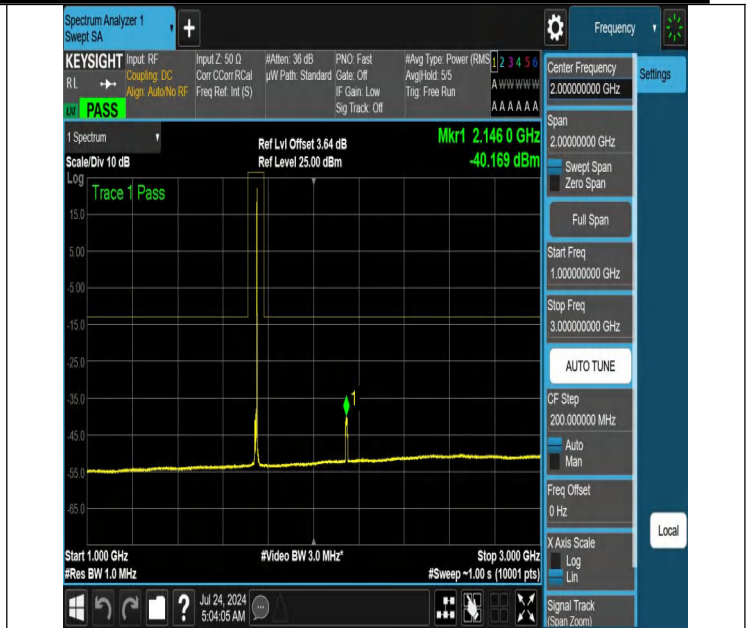 Spectrum Analyzer 1
Swept SA
+
Frequency
KEYSIGHT
RL
PASS
Input: RF
Coupling: DC
Align: Auto/No RF
Input Z: 50 Ω
Corr CCorr RCal
Freq Ref: Int (S)
#Atten: 36 dB
µW Path: Standard
PNO: Fast
Gate: Off
IF Gain: Low
Sig Track: Off
#Avg Type: Power (RMS
Avg|Hold: 5/5
Trig: Free Run
1 2 3 4 5 6
A W W W W W
A A A A A A
1 Spectrum
Scale/Div 10 dB
Log
Ref Lvl Offset 3.64 dB
Ref Level 25.00 dBm
Mkr1 2.146 0 GHz
-40.169 dBm
Trace 1 Pass
15.0
5.00
-5.00
-15.0
-25.0
-35.0
-45.0
-55.0
-65.0
1
Start 1.000 GHz
#Res BW 1.0 MHz
#Video BW 3.0 MHz*
Stop 3.000 GHz
#Sweep ~1.00 s (10001 pts)
?
Jul 24, 2024
5:04:05 AM
Center Frequency
2.000000000 GHz
Span
2.00000000 GHz
Swept Span
Zero Span
Full Span
Start Freq
1.000000000 GHz
Stop Freq
3.000000000 GHz
AUTO TUNE
CF Step
200.000000 MHz
Auto
Man
Freq Offset
0 Hz
X Axis Scale
Log
Lin
Signal Track
(Span Zoom)
Settings
Local